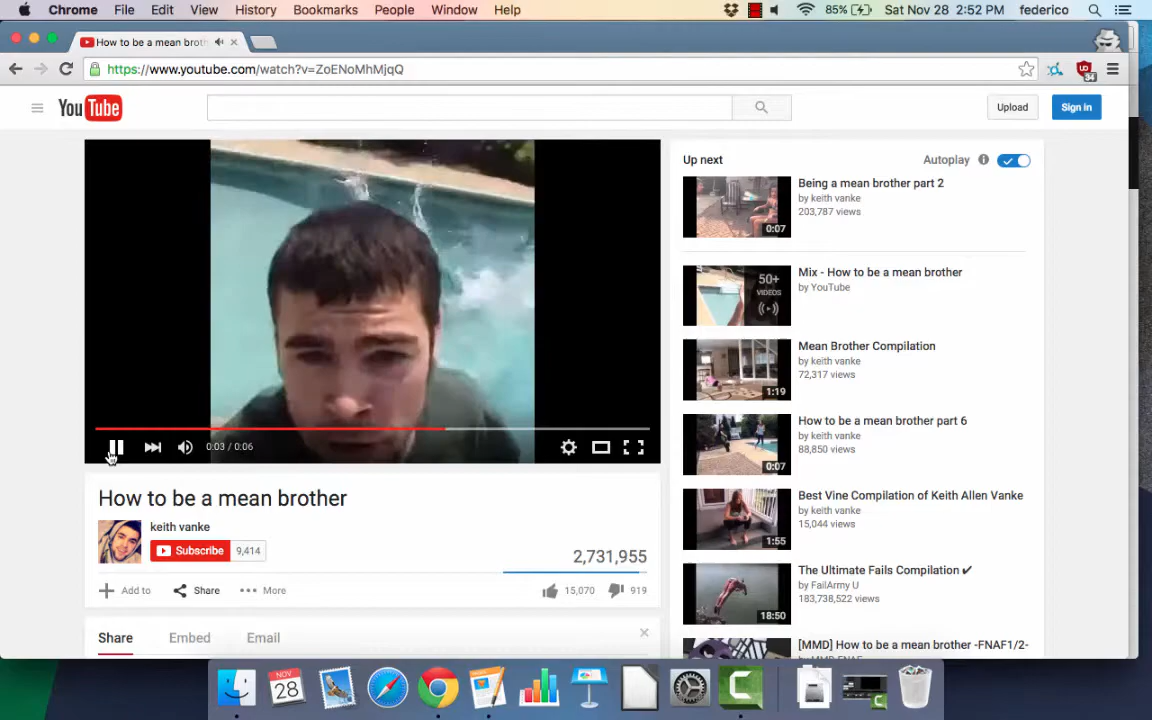 Chrome File Edit View History Bookmarks People Window Help 85% Sat Nov 28 2:52 PM federico
How to be a mean broth
https://www.youtube.com/watch?v=ZoENoMhMjqQ
34
YouTube
Upload
Sign in
Up next
Autoplay
Being a mean brother part 2
by keith vanke
203,787 views
0:07
Mix - How to be a mean brother
by YouTube
50+
VIDEOS
Mean Brother Compilation
by keith vanke
72,317 views
1:19
How to be a mean brother part 6
by keith vanke
88,850 views
0:07
Best Vine Compilation of Keith Allen Vanke
by keith vanke
15,044 views
1:55
The Ultimate Fails Compilation ✔
by FailArmy U
183,738,522 views
18:50
[MMD] How to be a mean brother -FNAF1/2-
0:03 / 0:06
How to be a mean brother
keith vanke
Subscribe 9,414
2,731,955
Add to Share More 15,070 919
Share Embed Email
NOV
28